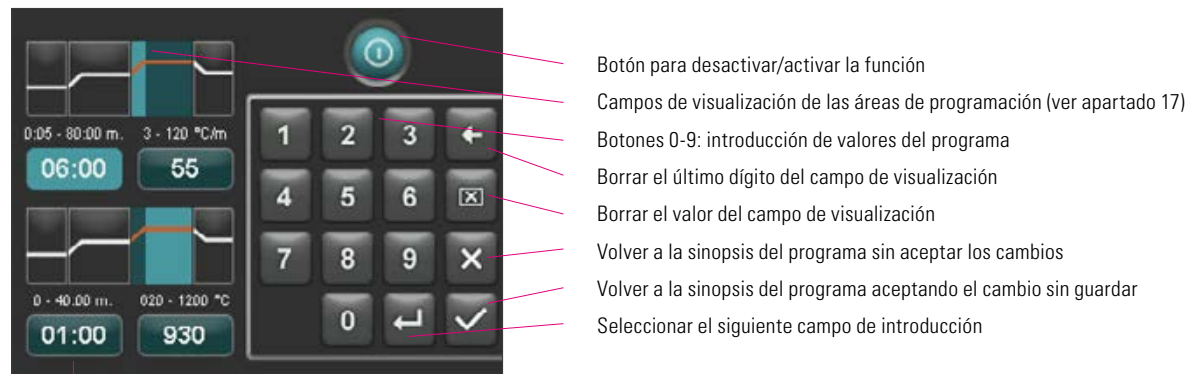 0:05 - 80:00 m. 3 - 120 °C/m
06:00 55
0 - 40.00 m. 020 - 1200 °C
01:00 930
1 2 3
4 5 6
7 8 9
0
Botón para desactivar/activar la función
Campos de visualización de las áreas de programación (ver apartado 17)
Botones 0-9: introducción de valores del programa
Borrar el último dígito del campo de visualización
Borrar el valor del campo de visualización
Volver a la sinopsis del programa sin aceptar los cambios
Volver a la sinopsis del programa aceptando el cambio sin guardar
Seleccionar el siguiente campo de introducción